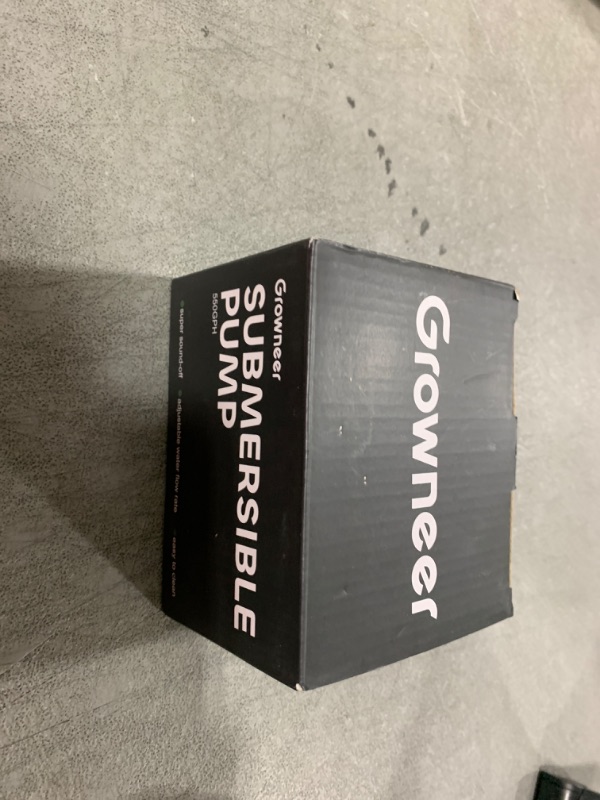 Growneer
Growneer
SUBMERSIBLE
PUMP
550GPH
super sound-off
adjustable water flow rate
easy to clean